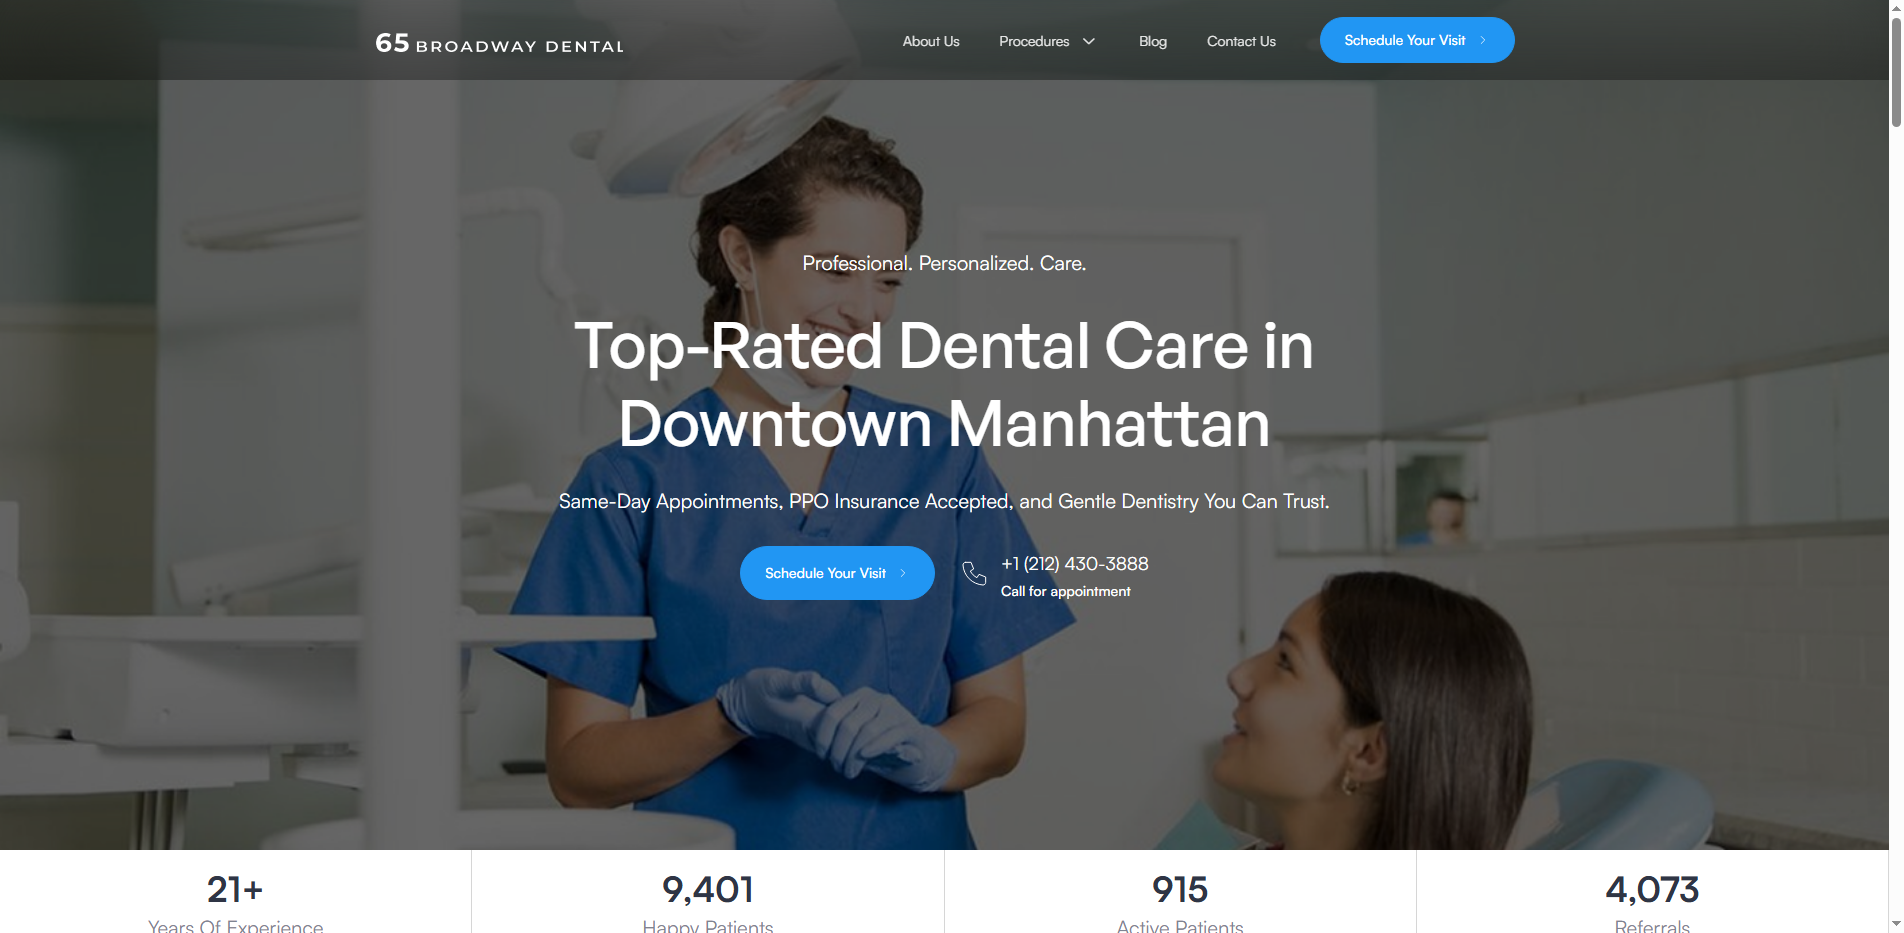 65 BROADWAY DENTAL
About Us
Procedures
Blog
Contact Us
Schedule Your Visit
Professional. Personalized. Care.
Top-Rated Dental Care in
Downtown Manhattan
Same-Day Appointments, PPO Insurance Accepted, and Gentle Dentistry You Can Trust.
Schedule Your Visit
+1 (212) 430-3888
Call for appointment
21+
Years Of Experience
9,401
Happy Patients
915
Active Patients
4,073
Referrals